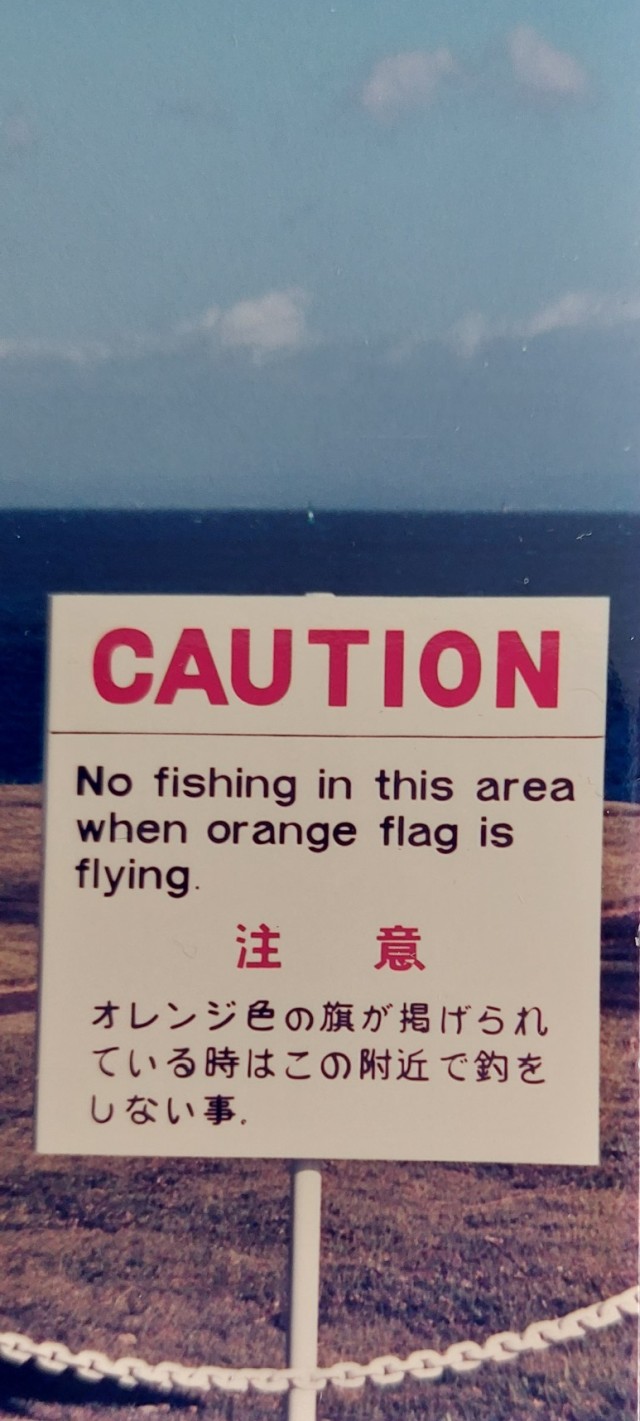 CAUTION
No fishing in this area
when orange flag is
flying.
注 意
オレンジ色の旗が掲げられ
ている時はこの附近で釣を
しない事.